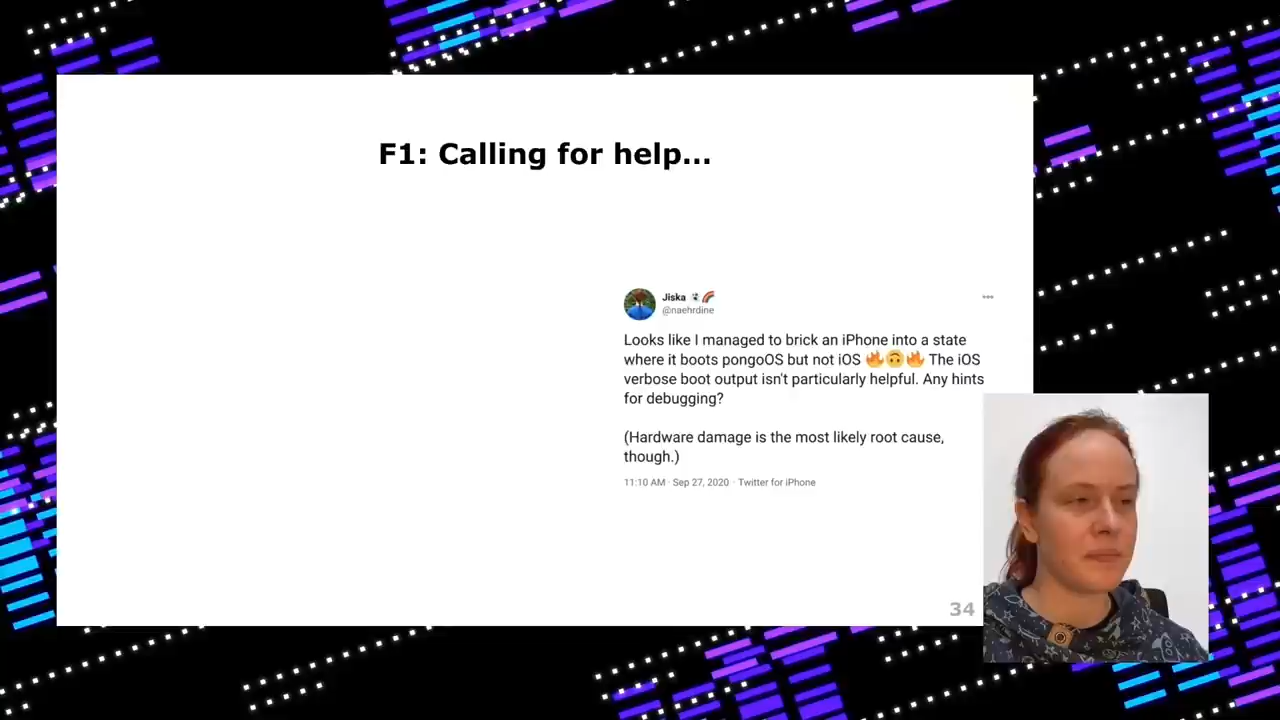 F1: Calling for help...
Jiska
@naehrdine
Looks like I managed to brick an iPhone into a state
where it boots pongoOS but not iOS 🔥🙃🔥 The iOS
verbose boot output isn't particularly helpful. Any hints
for debugging?
(Hardware damage is the most likely root cause,
though.)
11:10 AM · Sep 27, 2020 · Twitter for iPhone
34